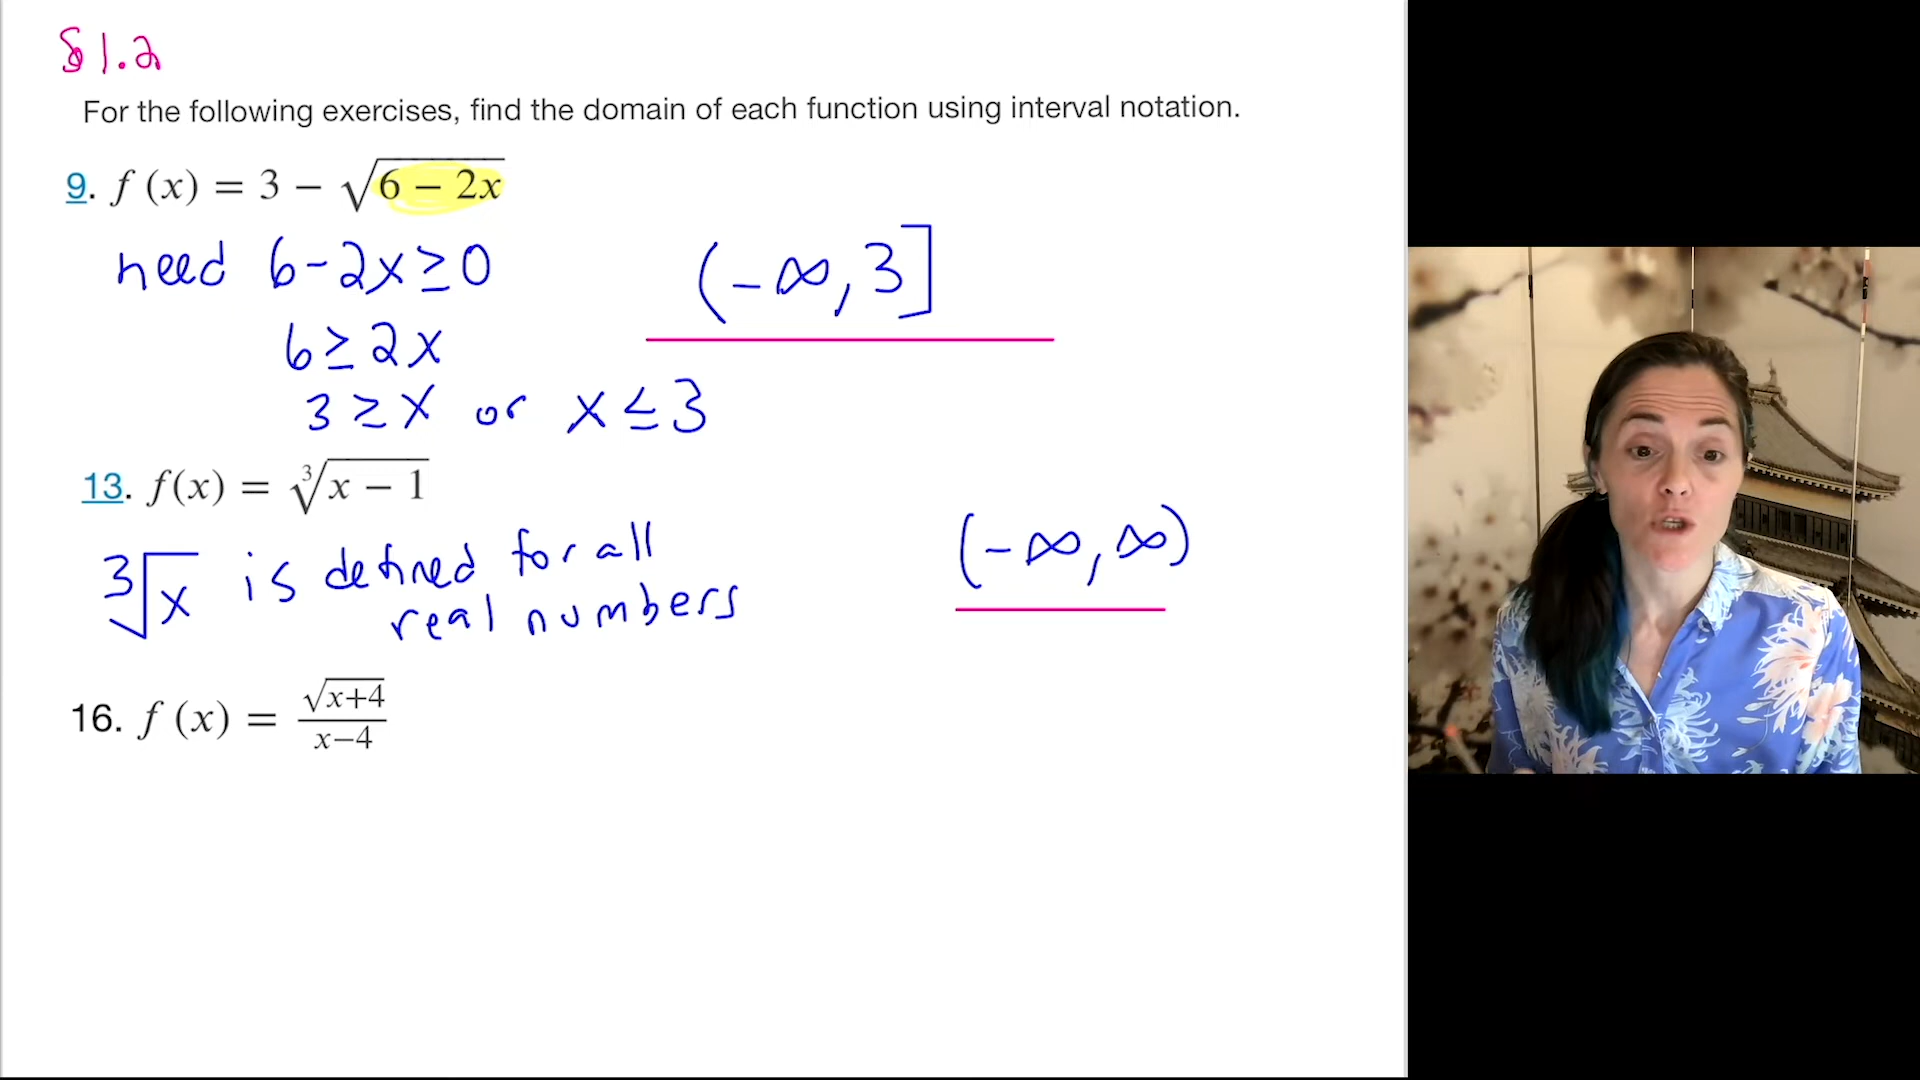 §1.2
For the following exercises, find the domain of each function using interval notation.
9. f (x) = 3 − √(6 − 2x)
need 6-2x≥0
(-∞,3]
6≥2x
3≥x or x≤3
13. f(x) = ∛(x − 1)
∛x is defined for all
real numbers
(-∞,∞)
16. f (x) = √(x+4)/(x−4)